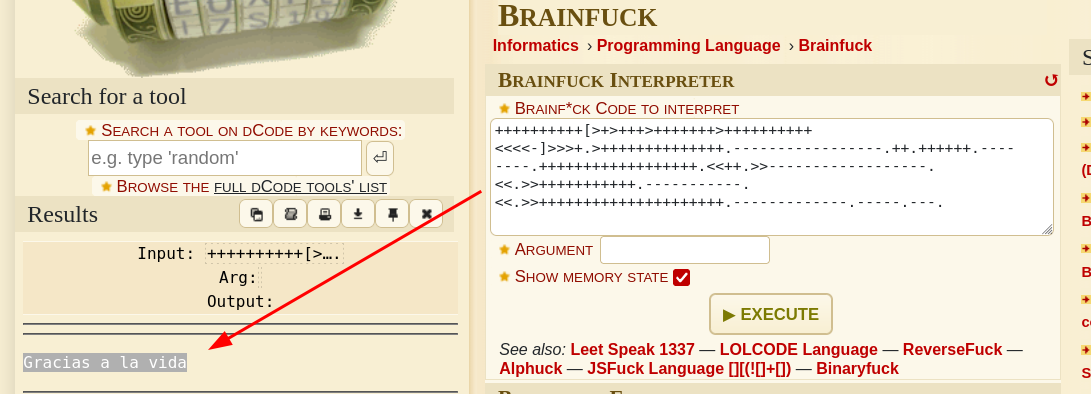 BRAINFUCK
Informatics › Programming Language › Brainfuck
Search for a tool
SEARCH A TOOL ON DCODE BY KEYWORDS:
e.g. type 'random'
BROWSE THE FULL DCODE TOOLS' LIST
Results
Input: ++++++++++[>….
Arg:
Output:
Gracias a la vida
BRAINFUCK INTERPRETER
BRAINF*CK CODE TO INTERPRET
++++++++++[>+>+++>+++++++>++++++++++
<<<<-]>>>+.>++++++++++++++.-----------------.++.++++++.----
----.++++++++++++++++++.<<++.>>------------------.
<<.>>+++++++++++.-----------.
<<.>>+++++++++++++++++++++.-------------.-----.---.
ARGUMENT
SHOW MEMORY STATE
▶ EXECUTE
See also: Leet Speak 1337 — LOLCODE Language — ReverseFuck —
Alphuck — JSFuck Language [][(![]+[]) — Binaryfuck